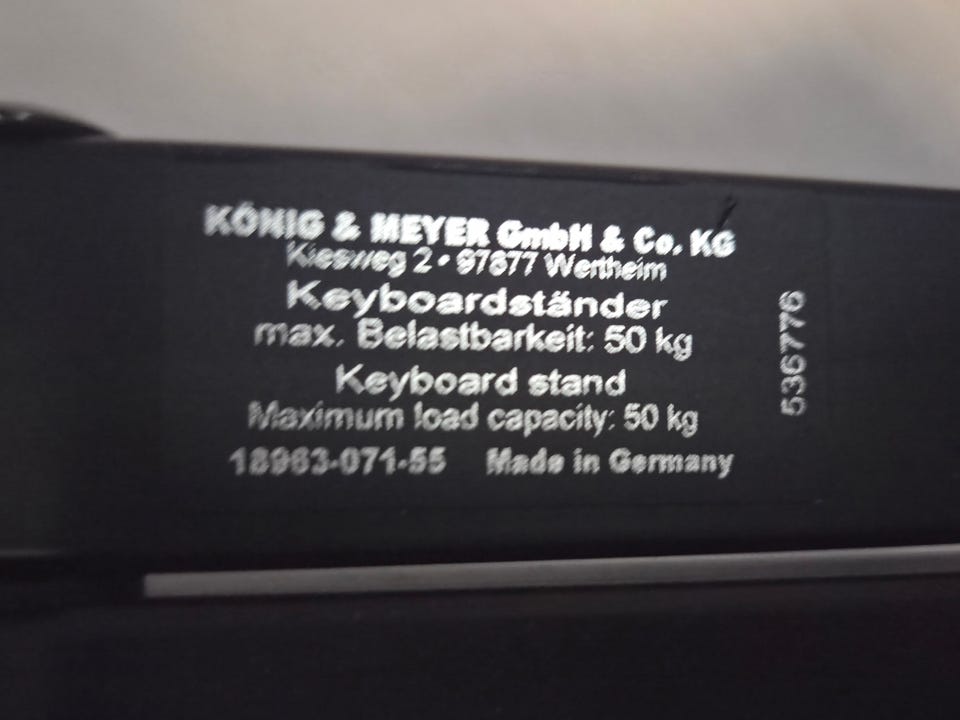 KÖNIG & MEYER GmbH & Co. KG
Kiesweg 2 • 97877 Wertheim
Keyboardständer
max. Belastbarkeit: 50 kg
Keyboard stand
Maximum load capacity: 50 kg
18963-071-55 Made in Germany
536776